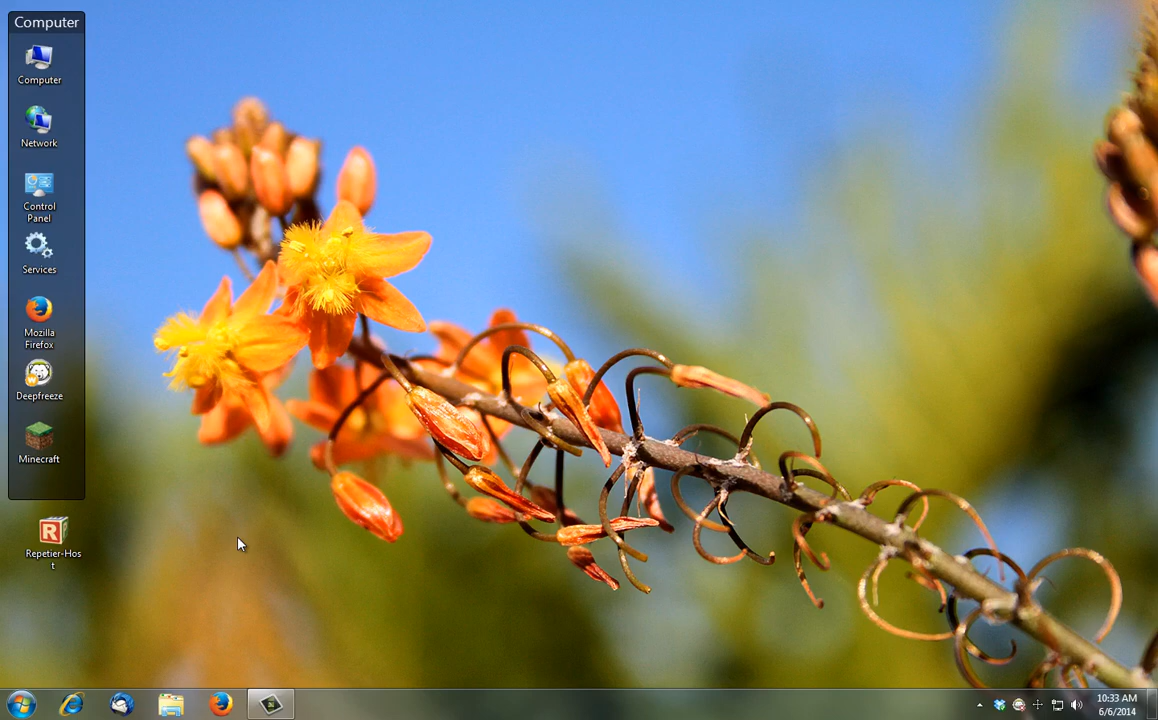 Computer
Computer
Network
Control
Panel
Services
Mozilla
Firefox
Deepfreeze
Minecraft
R
Repetier-Hos
t
10:33 AM
6/6/2014